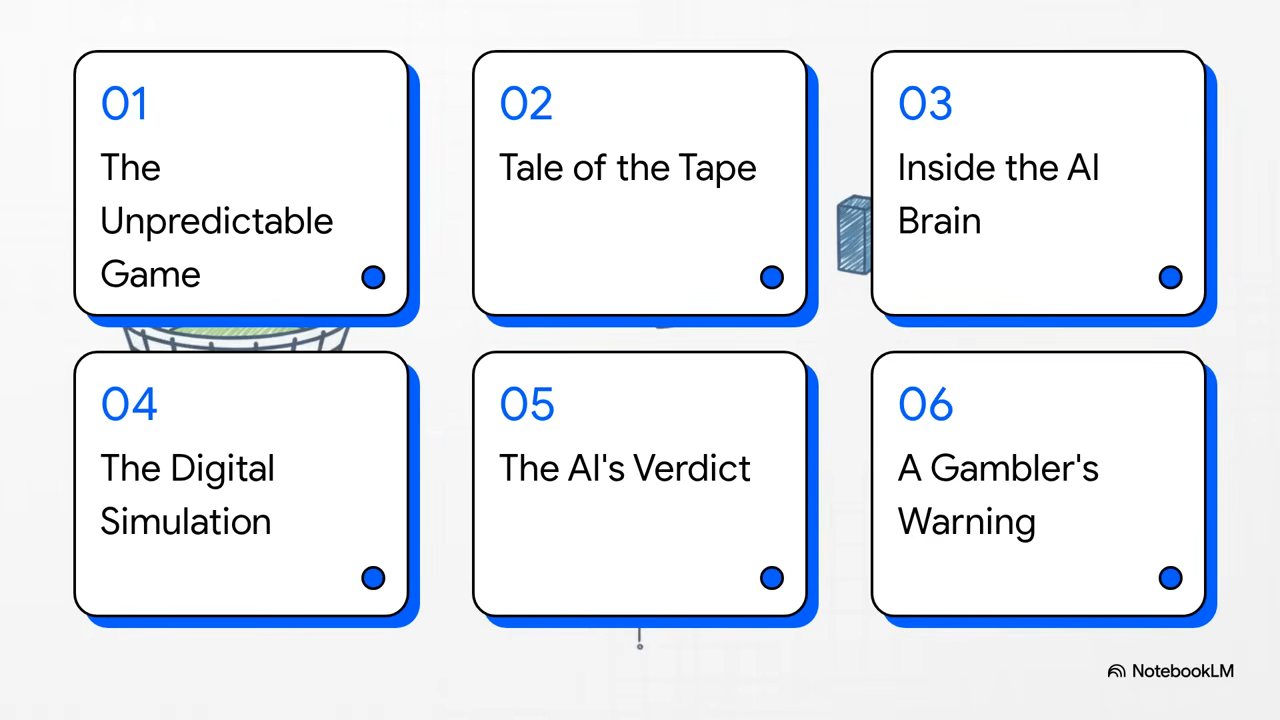 01
The
Unpredictable
Game
02
Tale of the Tape
03
Inside the AI
Brain
04
The Digital
Simulation
05
The AI's Verdict
06
A Gambler's
Warning
NotebookLM